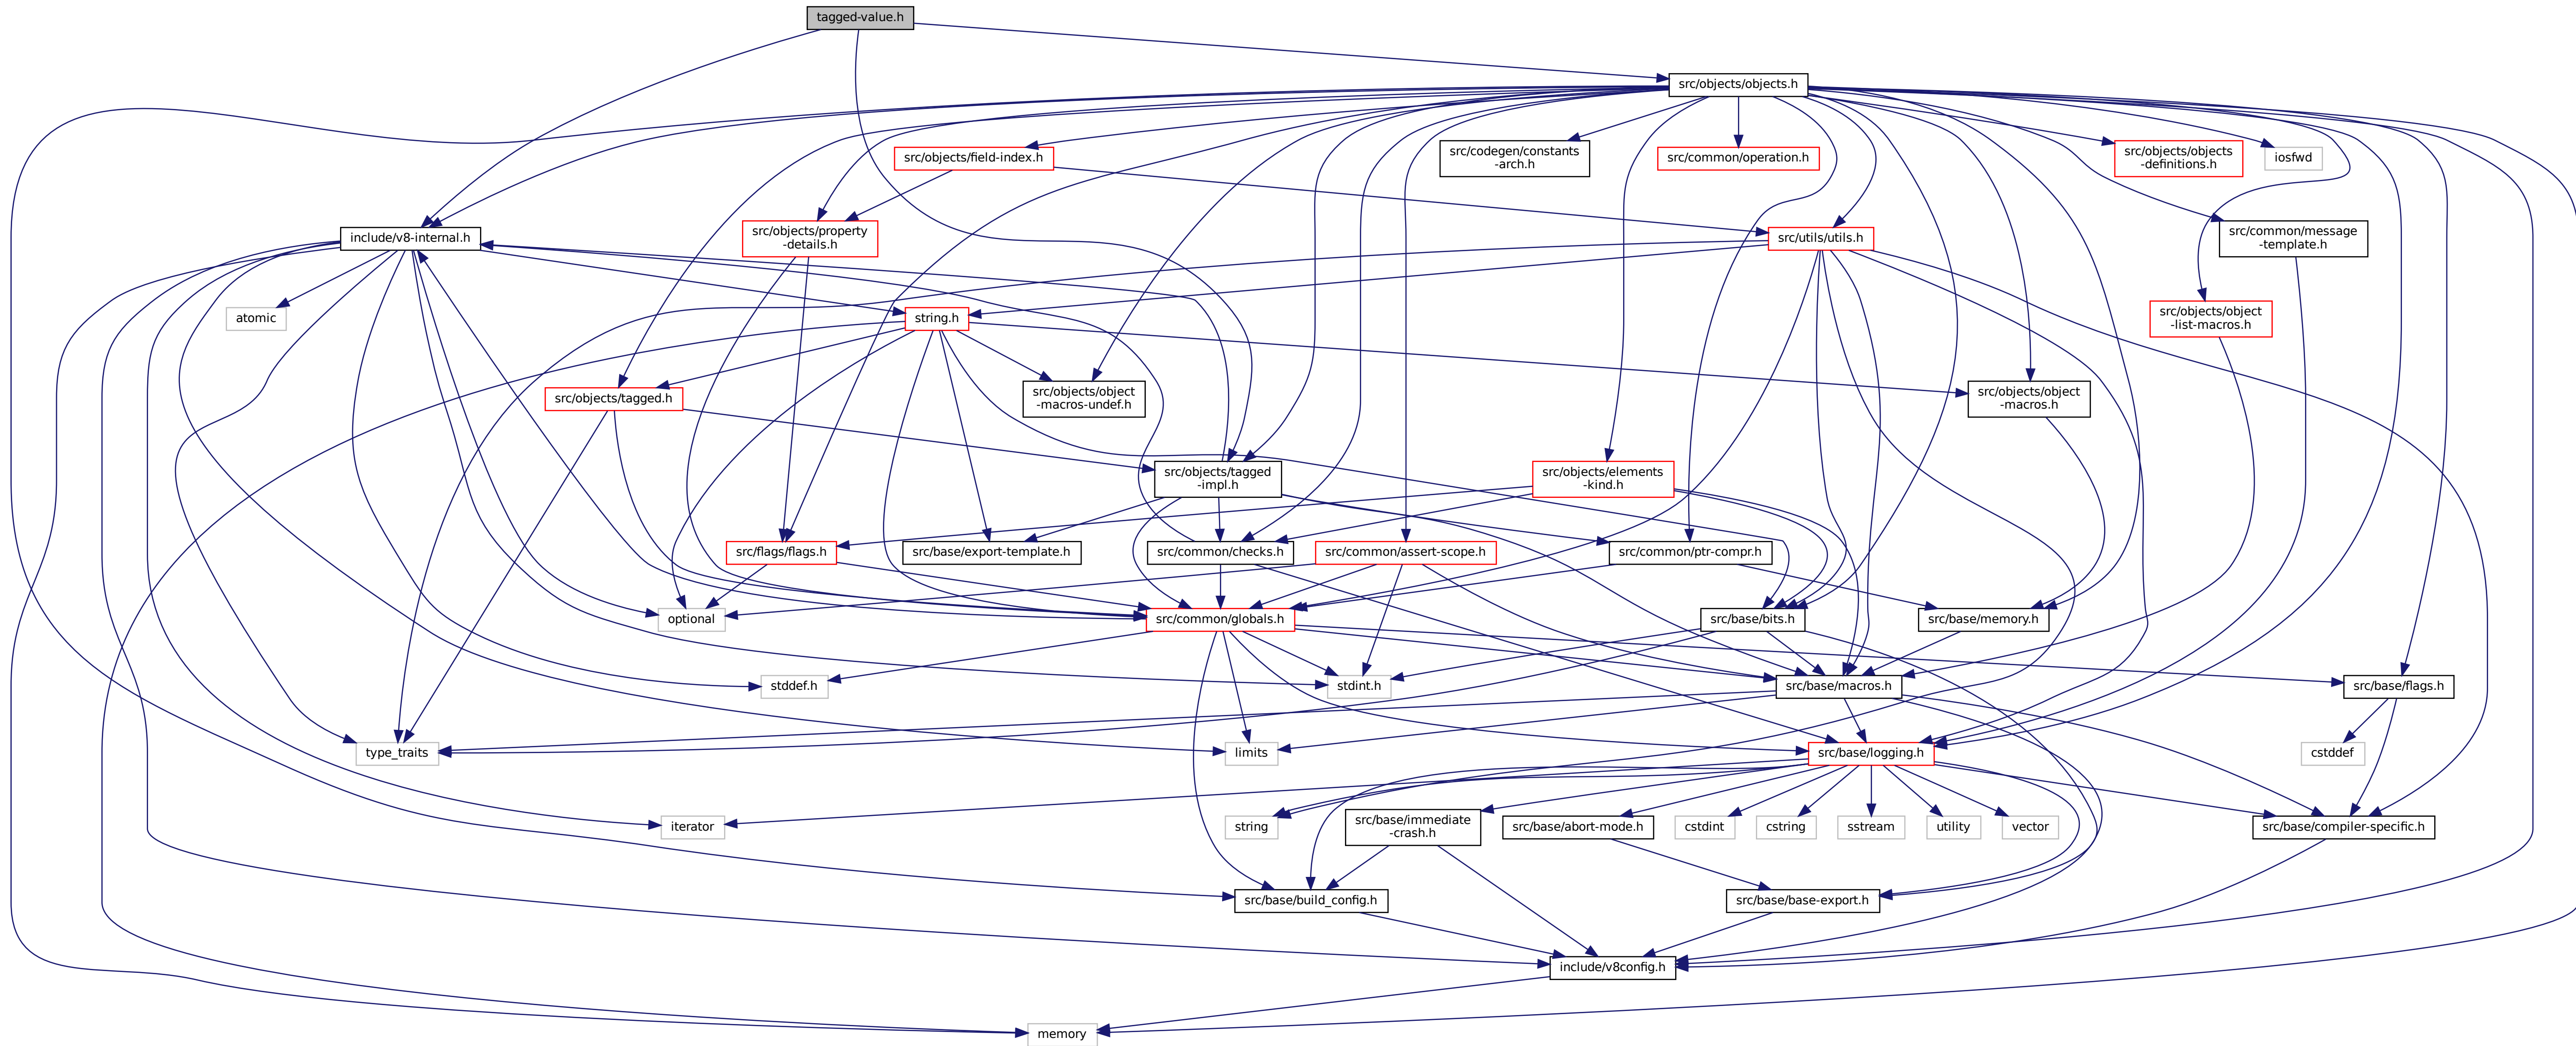 tagged-value.h
src/objects/objects.h
src/objects/field-index.h
src/codegen/constants
-arch.h
src/common/operation.h
src/objects/objects
-definitions.h
iosfwd
include/v8-internal.h
src/objects/property
-details.h
src/utils/utils.h
src/common/message
-template.h
atomic
string.h
src/objects/object
-list-macros.h
src/objects/tagged.h
src/objects/object
-macros-undef.h
src/objects/object
-macros.h
src/objects/tagged
-impl.h
src/objects/elements
-kind.h
src/flags/flags.h
src/base/export-template.h
src/common/checks.h
src/common/assert-scope.h
src/common/ptr-compr.h
optional
src/common/globals.h
src/base/bits.h
src/base/memory.h
stddef.h
stdint.h
src/base/macros.h
src/base/flags.h
type_traits
limits
src/base/logging.h
cstddef
iterator
string
src/base/immediate
-crash.h
src/base/abort-mode.h
cstdint
cstring
sstream
utility
vector
src/base/compiler-specific.h
src/base/build_config.h
src/base/base-export.h
include/v8config.h
memory